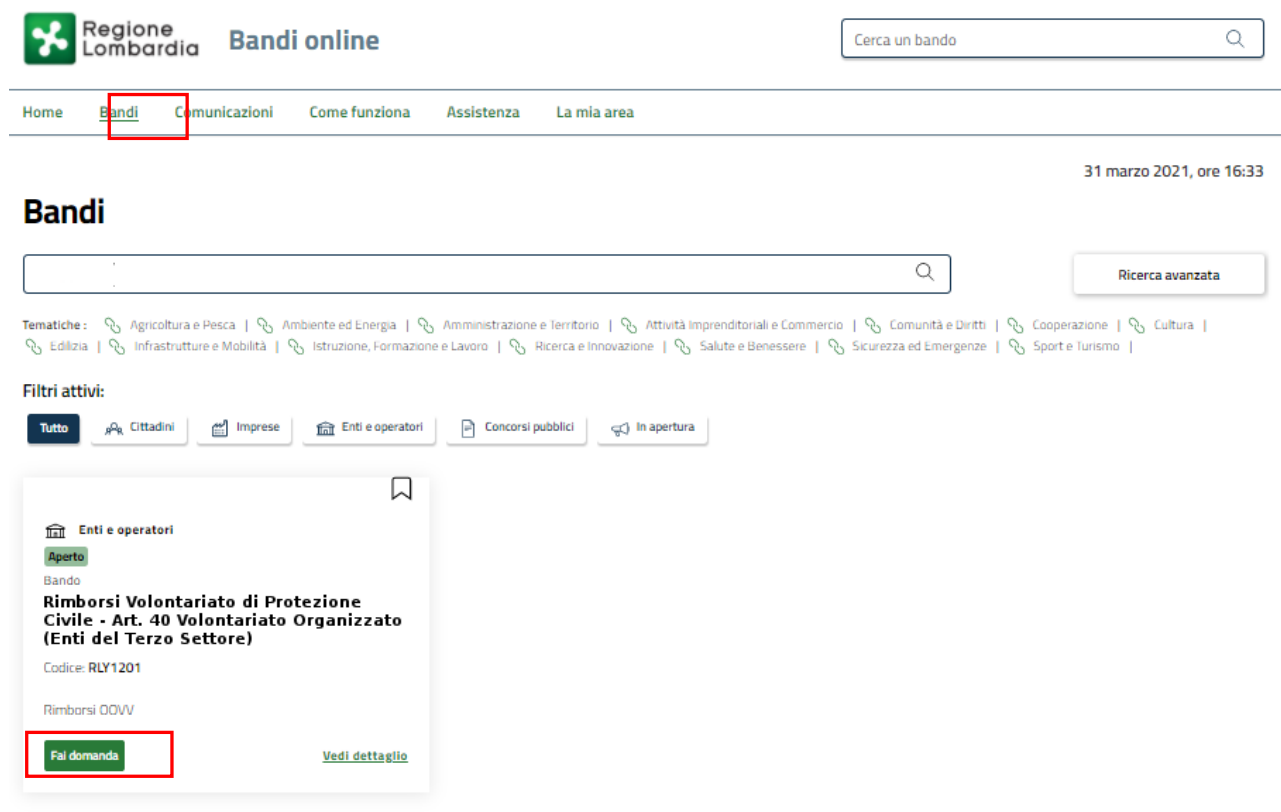 Regione
Lombardia
Bandi online
Cerca un bando
Home Bandi Comunicazioni Come funziona Assistenza La mia area
31 marzo 2021, ore 16:33
Bandi
Ricerca avanzata
Tematiche : Agricoltura e Pesca | Ambiente ed Energia | Amministrazione e Territorio | Attività Imprenditoriali e Commercio | Comunità e Diritti | Cooperazione | Cultura |
Edilizia | Infrastrutture e Mobilità | Istruzione, Formazione e Lavoro | Ricerca e Innovazione | Salute e Benessere | Sicurezza ed Emergenze | Sport e Turismo |
Filtri attivi:
Tutto Cittadini Imprese Enti e operatori Concorsi pubblici In apertura
Enti e operatori
Aperto
Bando
Rimborsi Volontariato di Protezione
Civile - Art. 40 Volontariato Organizzato
(Enti del Terzo Settore)
Codice: RLY1201
Rimborsi OOVV
Fai domanda Vedi dettaglio